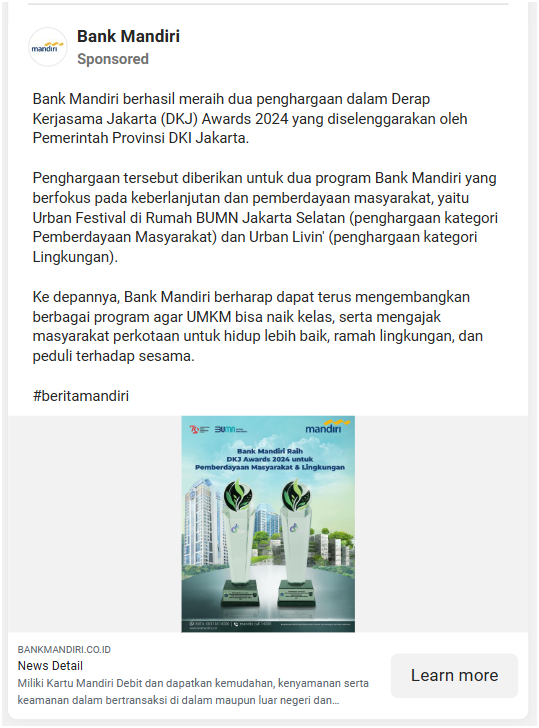 Bank Mandiri
Sponsored
mandiri
Bank Mandiri berhasil meraih dua penghargaan dalam Derap
Kerjasama Jakarta (DKJ) Awards 2024 yang diselenggarakan oleh
Pemerintah Provinsi DKI Jakarta.
Penghargaan tersebut diberikan untuk dua program Bank Mandiri yang
berfokus pada keberlanjutan dan pemberdayaan masyarakat, yaitu
Urban Festival di Rumah BUMN Jakarta Selatan (penghargaan kategori
Pemberdayaan Masyarakat) dan Urban Livin' (penghargaan kategori
Lingkungan).
Ke depannya, Bank Mandiri berharap dapat terus mengembangkan
berbagai program agar UMKM bisa naik kelas, serta mengajak
masyarakat perkotaan untuk hidup lebih baik, ramah lingkungan, dan
peduli terhadap sesama.
#beritamandiri
BUMN
mandiri
Bank Mandiri Raih
DKJ Awards 2024 untuk
Pemberdayaan Masyarakat & Lingkungan
BANKMANDIRI.CO.ID
News Detail
Miliki Kartu Mandiri Debit dan dapatkan kemudahan, kenyamanan serta
keamanan dalam bertransaksi di dalam maupun luar negeri dan...
Learn more